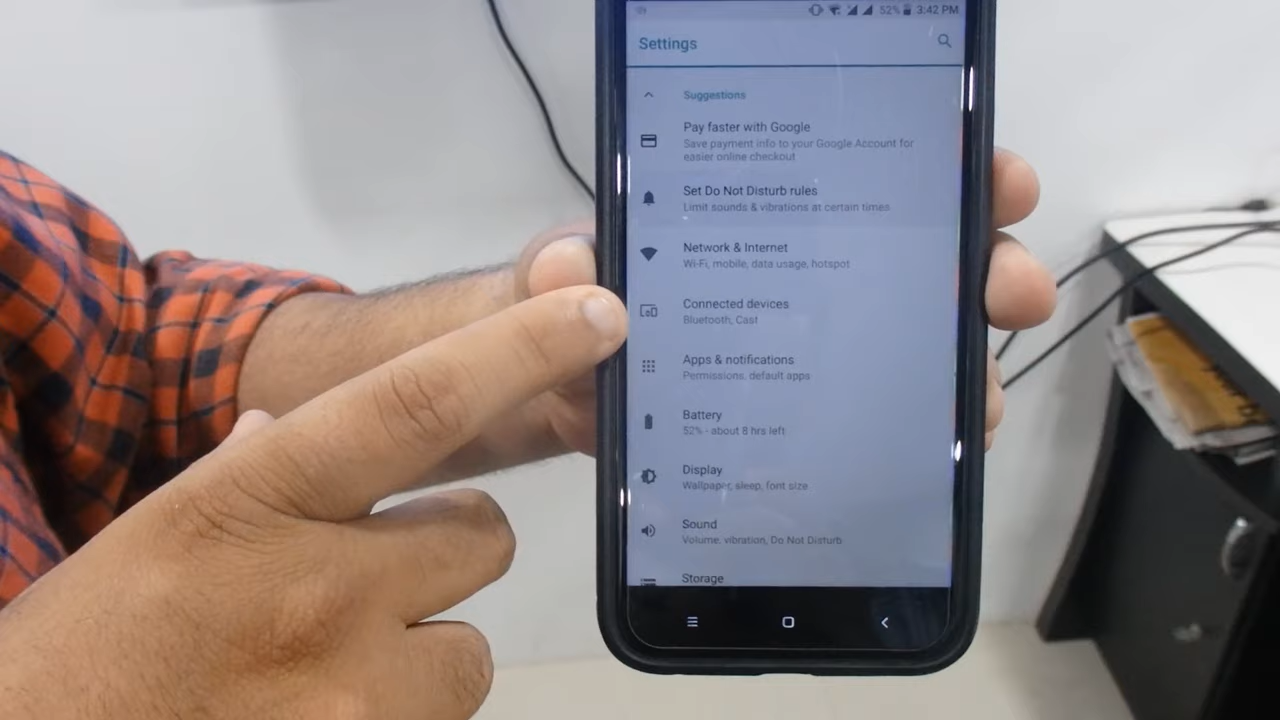 52% 3:42 PM
Settings
Suggestions
Pay faster with Google
Save payment info to your Google Account for
easier online checkout
Set Do Not Disturb rules
Limit sounds & vibrations at certain times
Network & Internet
Wi-Fi, mobile, data usage, hotspot
Connected devices
Bluetooth, Cast
Apps & notifications
Permissions, default apps
Battery
52% - about 8 hrs left
Display
Wallpaper, sleep, font size
Sound
Volume, vibration, Do Not Disturb
Storage